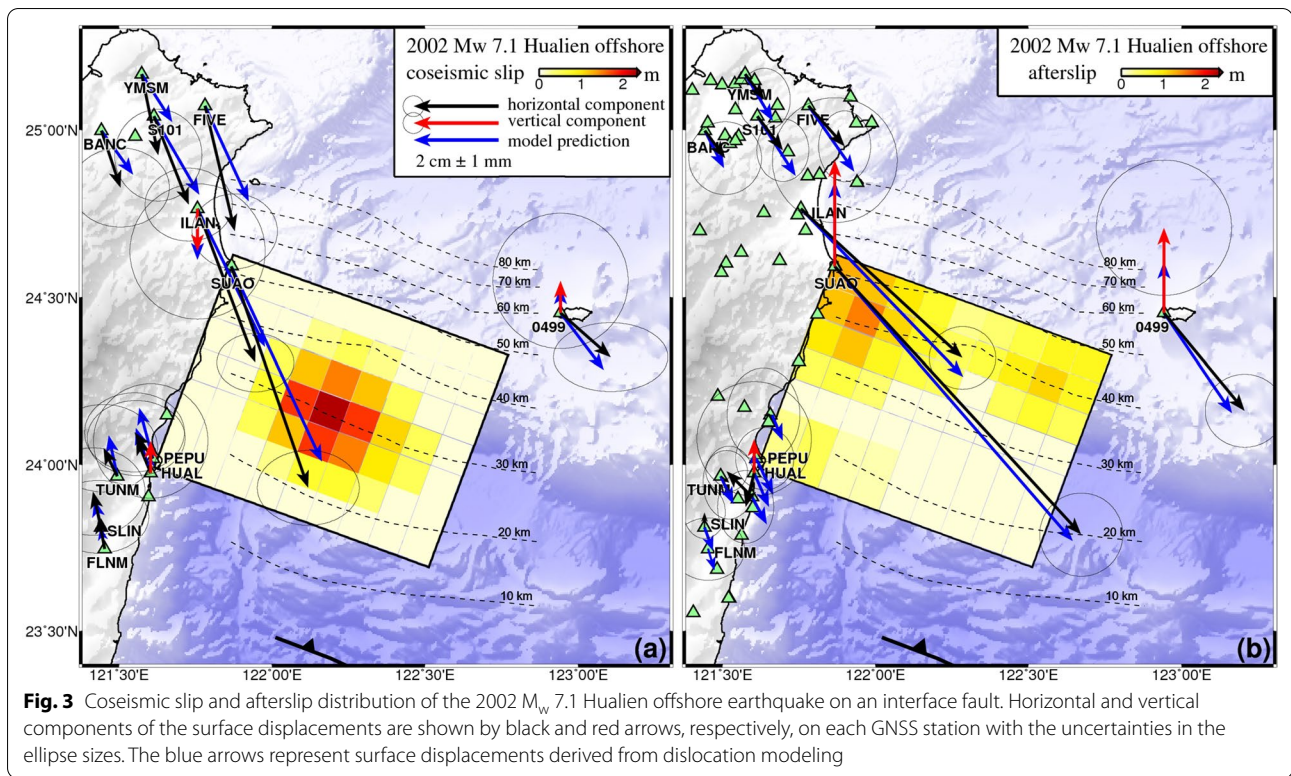 2002 Mw 7.1 Hualien offshore
coseismic slip
0 1 2 m
horizontal component
vertical component
model prediction
2 cm ± 1 mm
25°00'N
24°30'N
24°00'N
23°30'N
YMSM
S101
FIVE
BANC
ILAN
SUAO
0499
80 km
70 km
60 km
50 km
40 km
30 km
20 km
10 km
PEPU
HUAL
TUNM
SLIN
FLNM
(a)
121°30'E 122°00'E 122°30'E 123°00'E
2002 Mw 7.1 Hualien offshore
afterslip
0 1 2 m
YMSM
S101
FIVE
BANC
ILAN
SUAO
0499
80 km
70 km
60 km
50 km
40 km
30 km
20 km
10 km
PEPU
HUAL
TUNM
SLIN
FLNM
(b)
121°30'E 122°00'E 122°30'E 123°00'E
Fig. 3 Coseismic slip and afterslip distribution of the 2002 Mw 7.1 Hualien offshore earthquake on an interface fault. Horizontal and vertical
components of the surface displacements are shown by black and red arrows, respectively, on each GNSS station with the uncertainties in the
ellipse sizes. The blue arrows represent surface displacements derived from dislocation modeling